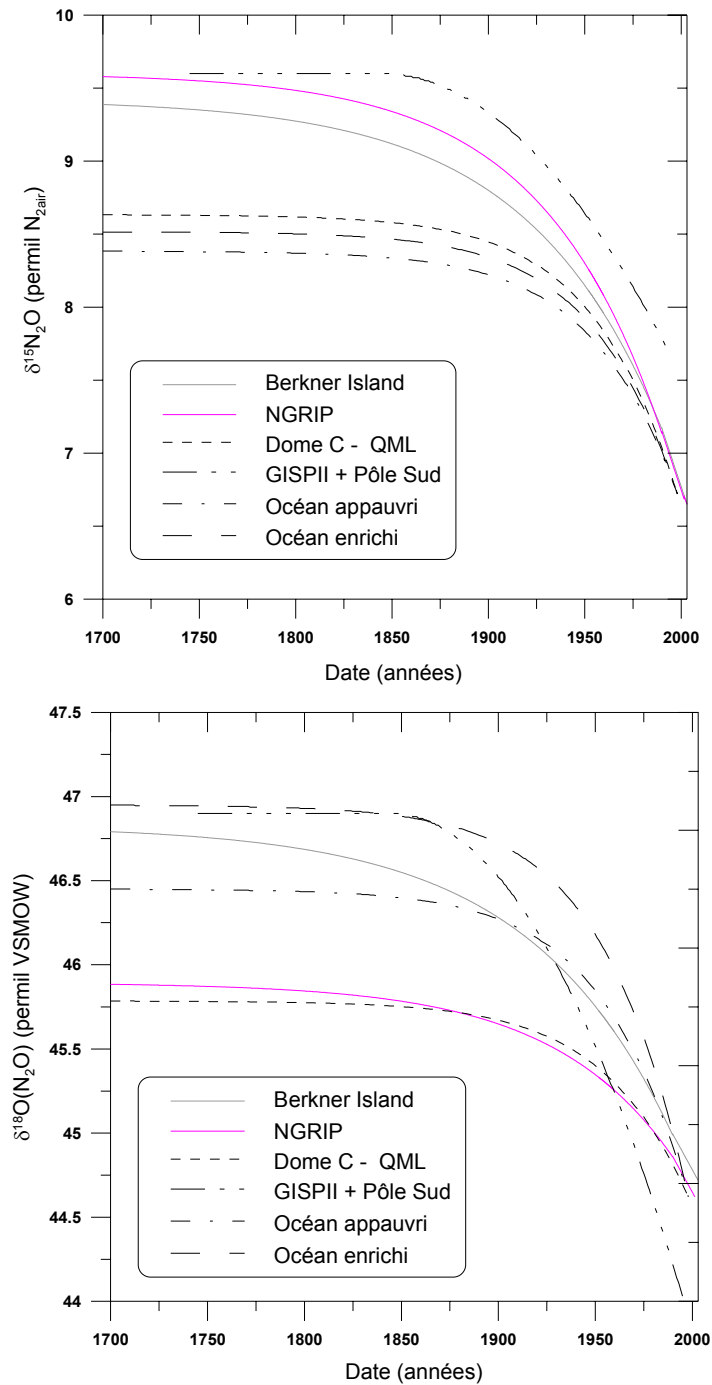 10
9
8
7
6
δ¹⁵N₂O (permil N₂air)
Berkner Island
NGRIP
Dome C - QML
GISPII + Pôle Sud
Océan appauvri
Océan enrichi
1700 1750 1800 1850 1900 1950 2000
Date (années)
47.5
47
46.5
46
45.5
45
44.5
44
δ¹⁸O(N₂O) (permil VSMOW)
Berkner Island
NGRIP
Dome C - QML
GISPII + Pôle Sud
Océan appauvri
Océan enrichi
1700 1750 1800 1850 1900 1950 2000
Date (années)